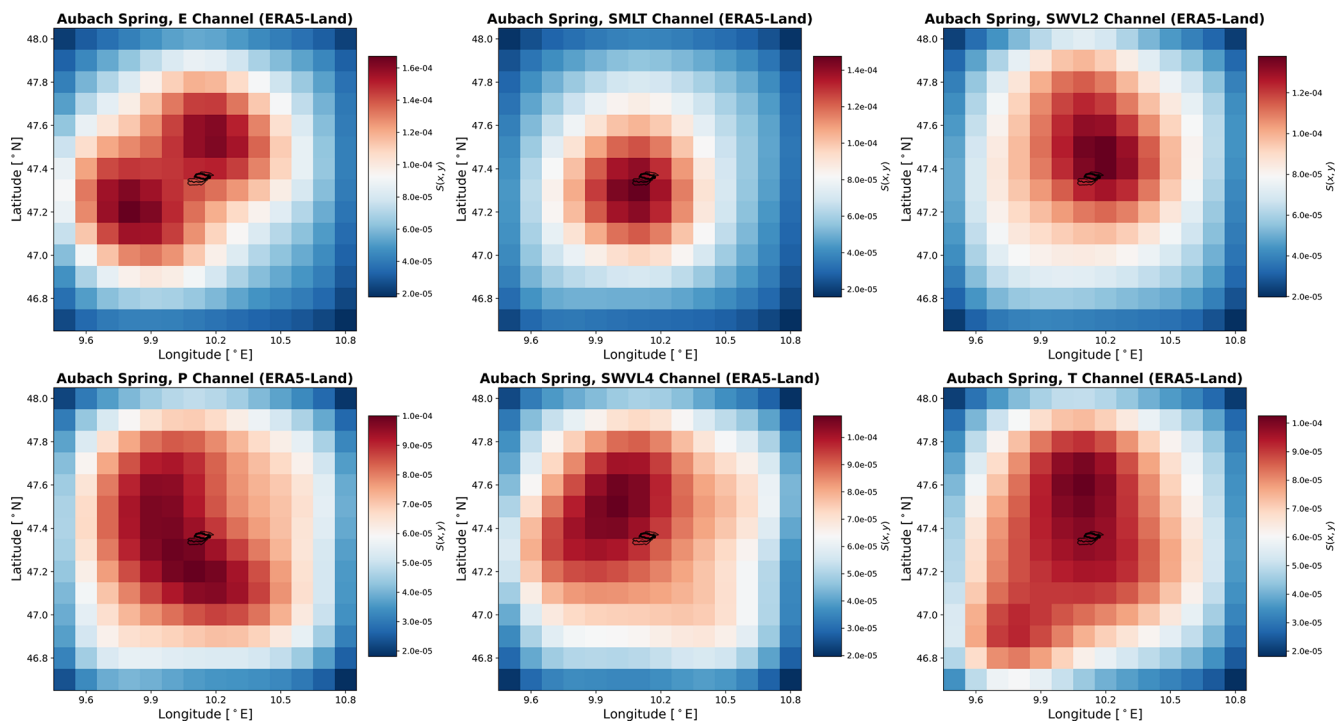 Aubach Spring, E Channel (ERA5-Land)
48.0
47.8
47.6
47.4
47.2
47.0
46.8
Latitude [°N]
9.6 9.9 10.2 10.5 10.8
Longitude [°E]
1.6e-04
1.4e-04
1.2e-04
1.0e-04
8.0e-05
6.0e-05
4.0e-05
2.0e-05
S(x, y)
Aubach Spring, SMLT Channel (ERA5-Land)
48.0
47.8
47.6
47.4
47.2
47.0
46.8
Latitude [°N]
9.6 9.9 10.2 10.5 10.8
Longitude [°E]
1.4e-04
1.2e-04
1.0e-04
8.0e-05
6.0e-05
4.0e-05
2.0e-05
S(x, y)
Aubach Spring, SWVL2 Channel (ERA5-Land)
48.0
47.8
47.6
47.4
47.2
47.0
46.8
Latitude [°N]
9.6 9.9 10.2 10.5 10.8
Longitude [°E]
1.2e-04
1.0e-04
8.0e-05
6.0e-05
4.0e-05
2.0e-05
S(x, y)
Aubach Spring, P Channel (ERA5-Land)
48.0
47.8
47.6
47.4
47.2
47.0
46.8
Latitude [°N]
9.6 9.9 10.2 10.5 10.8
Longitude [°E]
1.0e-04
9.0e-05
8.0e-05
7.0e-05
6.0e-05
5.0e-05
4.0e-05
3.0e-05
2.0e-05
S(x, y)
Aubach Spring, SWVL4 Channel (ERA5-Land)
48.0
47.8
47.6
47.4
47.2
47.0
46.8
Latitude [°N]
9.6 9.9 10.2 10.5 10.8
Longitude [°E]
1.0e-04
9.0e-05
8.0e-05
7.0e-05
6.0e-05
5.0e-05
4.0e-05
3.0e-05
2.0e-05
S(x, y)
Aubach Spring, T Channel (ERA5-Land)
48.0
47.8
47.6
47.4
47.2
47.0
46.8
Latitude [°N]
9.6 9.9 10.2 10.5 10.8
Longitude [°E]
1.0e-04
9.0e-05
8.0e-05
7.0e-05
6.0e-05
5.0e-05
4.0e-05
3.0e-05
2.0e-05
S(x, y)